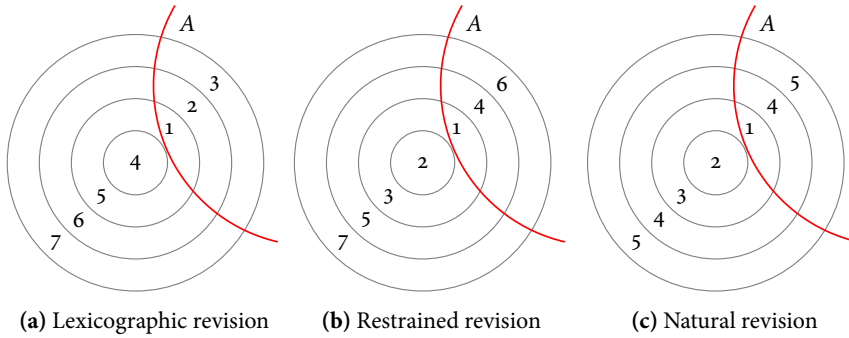 A A A
3 6 5
2 4 4
1 1 1
4 2 2
5 3 3
6 5 4
7 7 5
(a) Lexicographic revision (b) Restrained revision (c) Natural revision